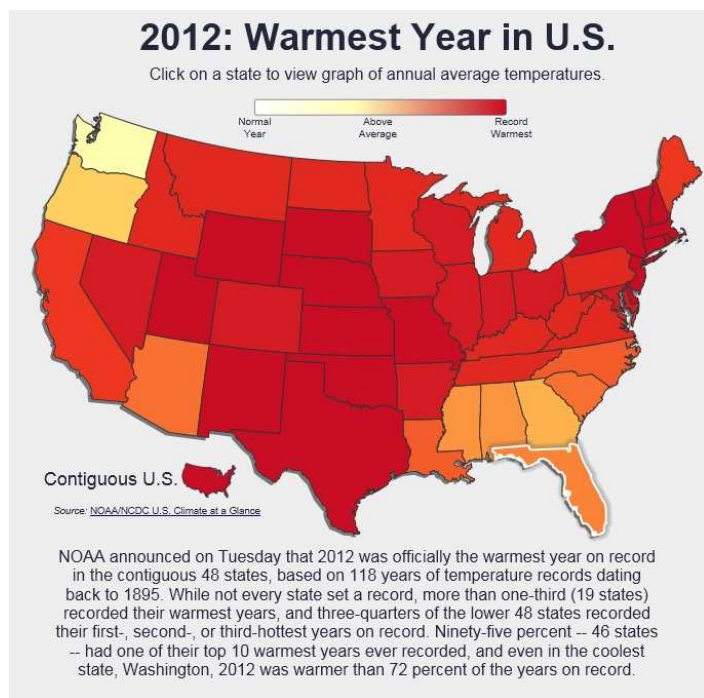 2012: Warmest Year in U.S.
Click on a state to view graph of annual average temperatures.
Normal Year
Above Average
Record Warmest
Contiguous U.S.
Source: NOAA/NCDC U.S. Climate at a Glance
NOAA announced on Tuesday that 2012 was officially the warmest year on record
in the contiguous 48 states, based on 118 years of temperature records dating
back to 1895. While not every state set a record, more than one-third (19 states)
recorded their warmest years, and three-quarters of the lower 48 states recorded
their first-, second-, or third-hottest years on record. Ninety-five percent -- 46 states
-- had one of their top 10 warmest years ever recorded, and even in the coolest
state, Washington, 2012 was warmer than 72 percent of the years on record.